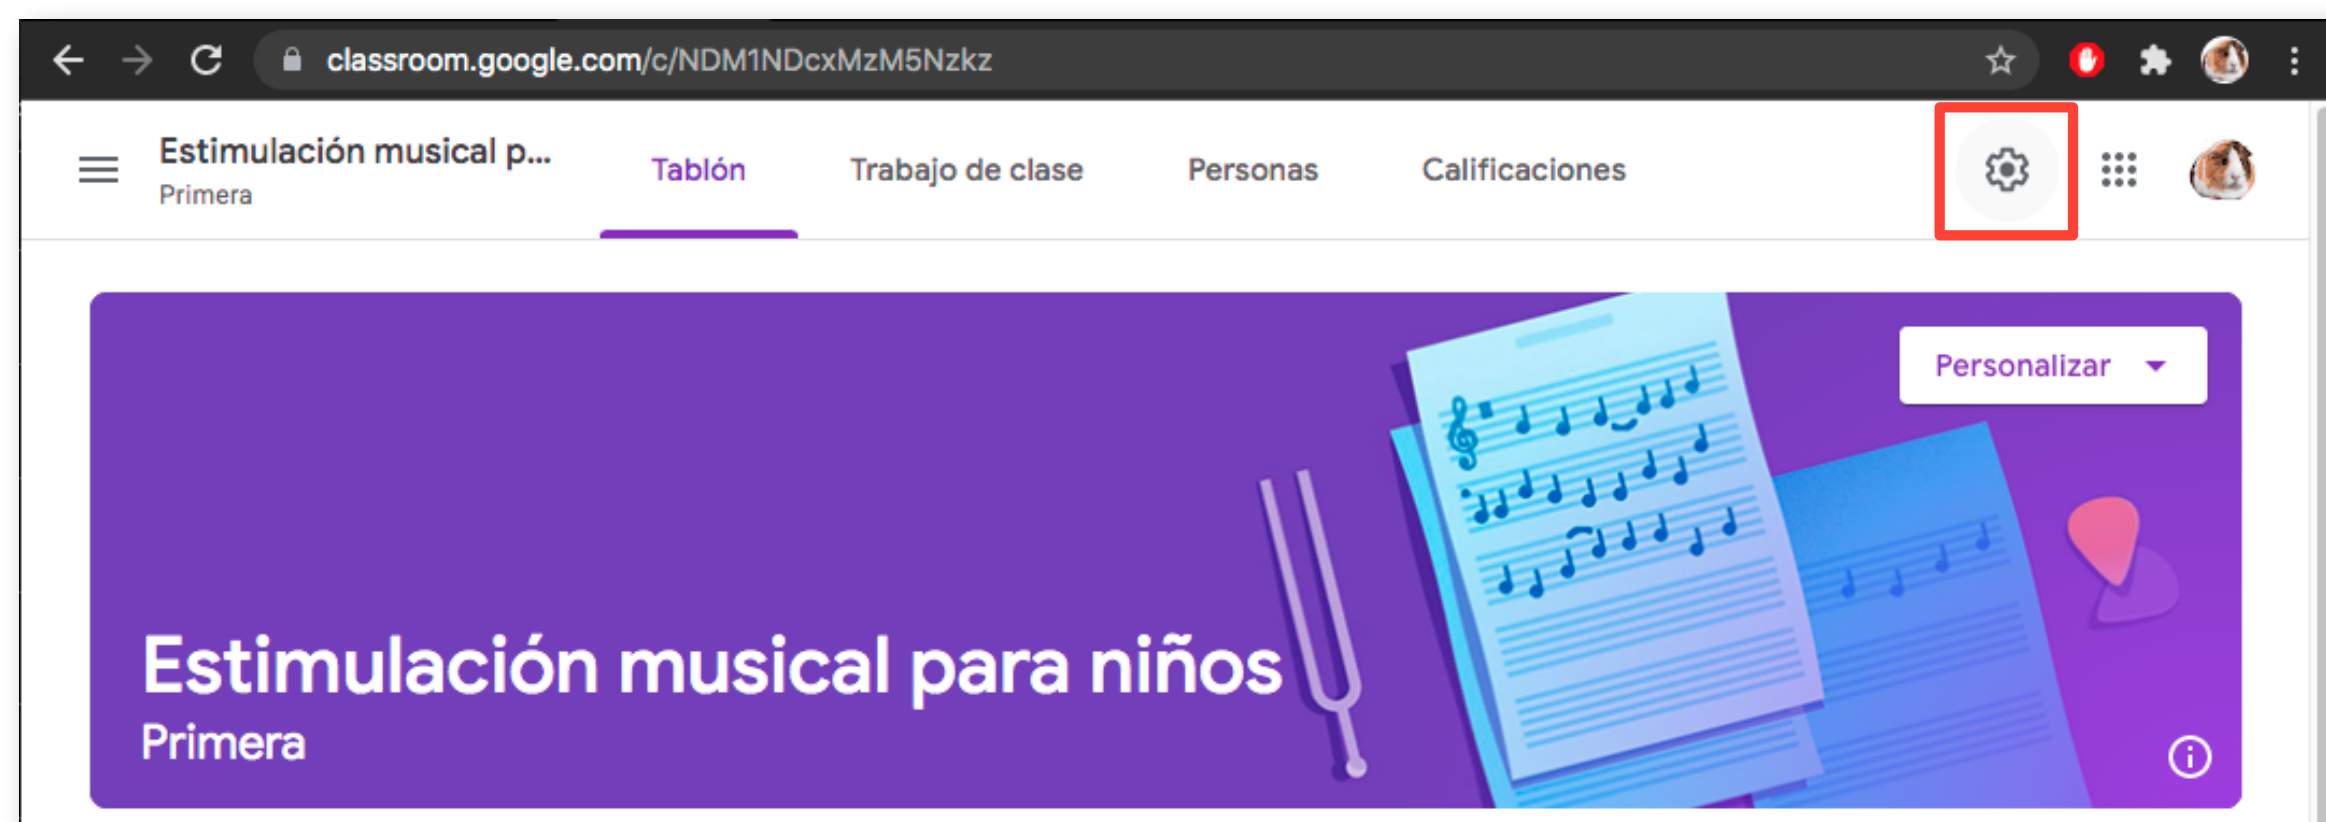 classroom.google.com/c/NDM1NDcxMzM5Nzkz
Estimulación musical p...
Primera
Tablón
Trabajo de clase
Personas
Calificaciones
Personalizar
Estimulación musical para niños
Primera